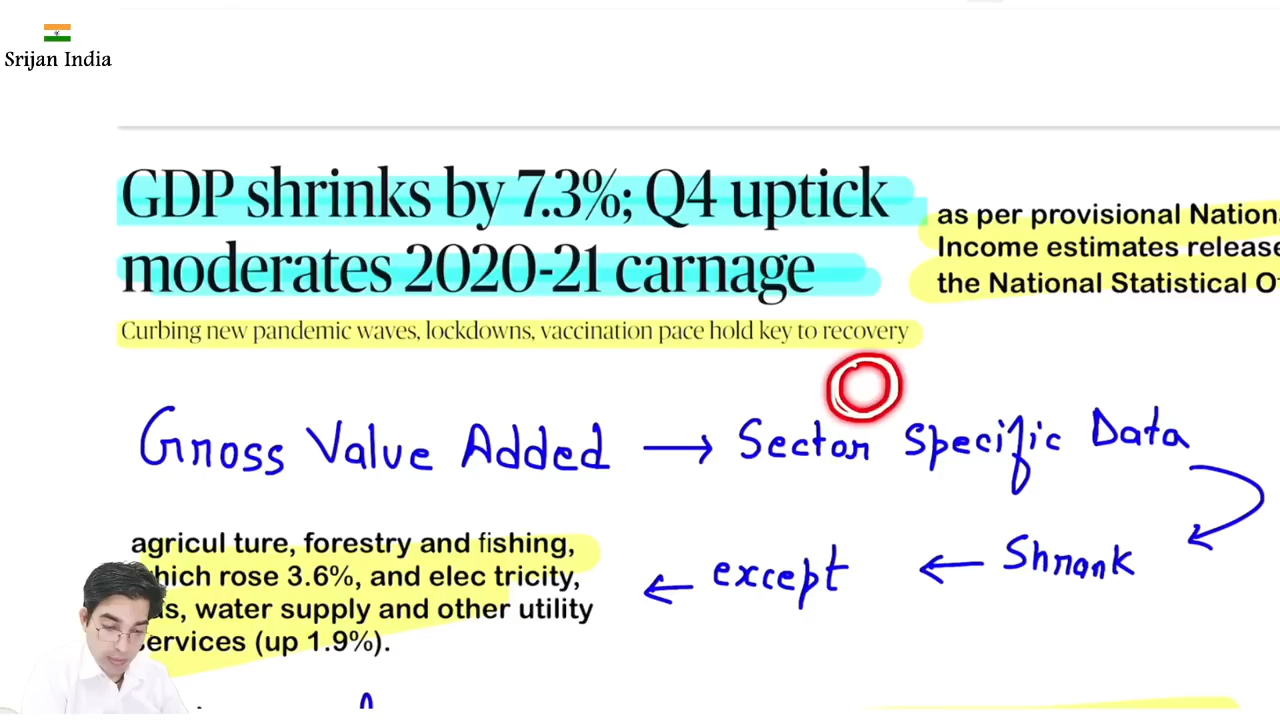 Srijan India
GDP shrinks by 7.3%; Q4 uptick
moderates 2020-21 carnage
Curbing new pandemic waves, lockdowns, vaccination pace hold key to recovery
as per provisional Nation
Income estimates release
the National Statistical O
Gross Value Added → Sector Specific Data
← except ← Shrank
agricul ture, forestry and fishing,
which rose 3.6%, and elec tricity,
water supply and other utility
services (up 1.9%).